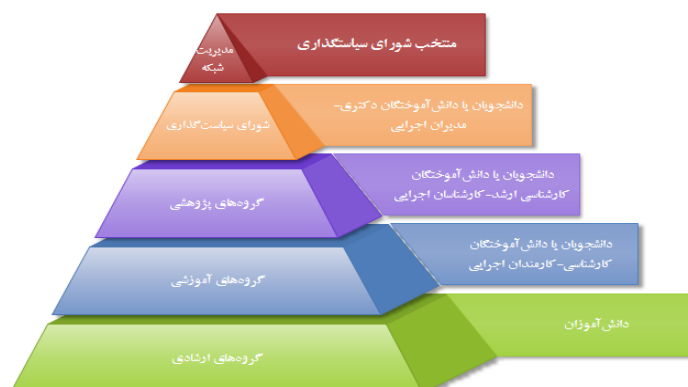 منتخب شورای سیاستگذاری
مدیریت
شبکه
دانشجویان یا دانش‌آموختگان دکتری-
مدیران اجرایی
شورای سیاست‌گذاری
دانشجویان یا دانش‌آموختگان
کارشناسی ارشد-کارشناسان اجرایی
گروه‌های پژوهشی
دانشجویان یا دانش‌آموختگان
کارشناسی-کارمندان اجرایی
گروه‌های آموزشی
دانش‌آموزان
گروه‌های ارشادی